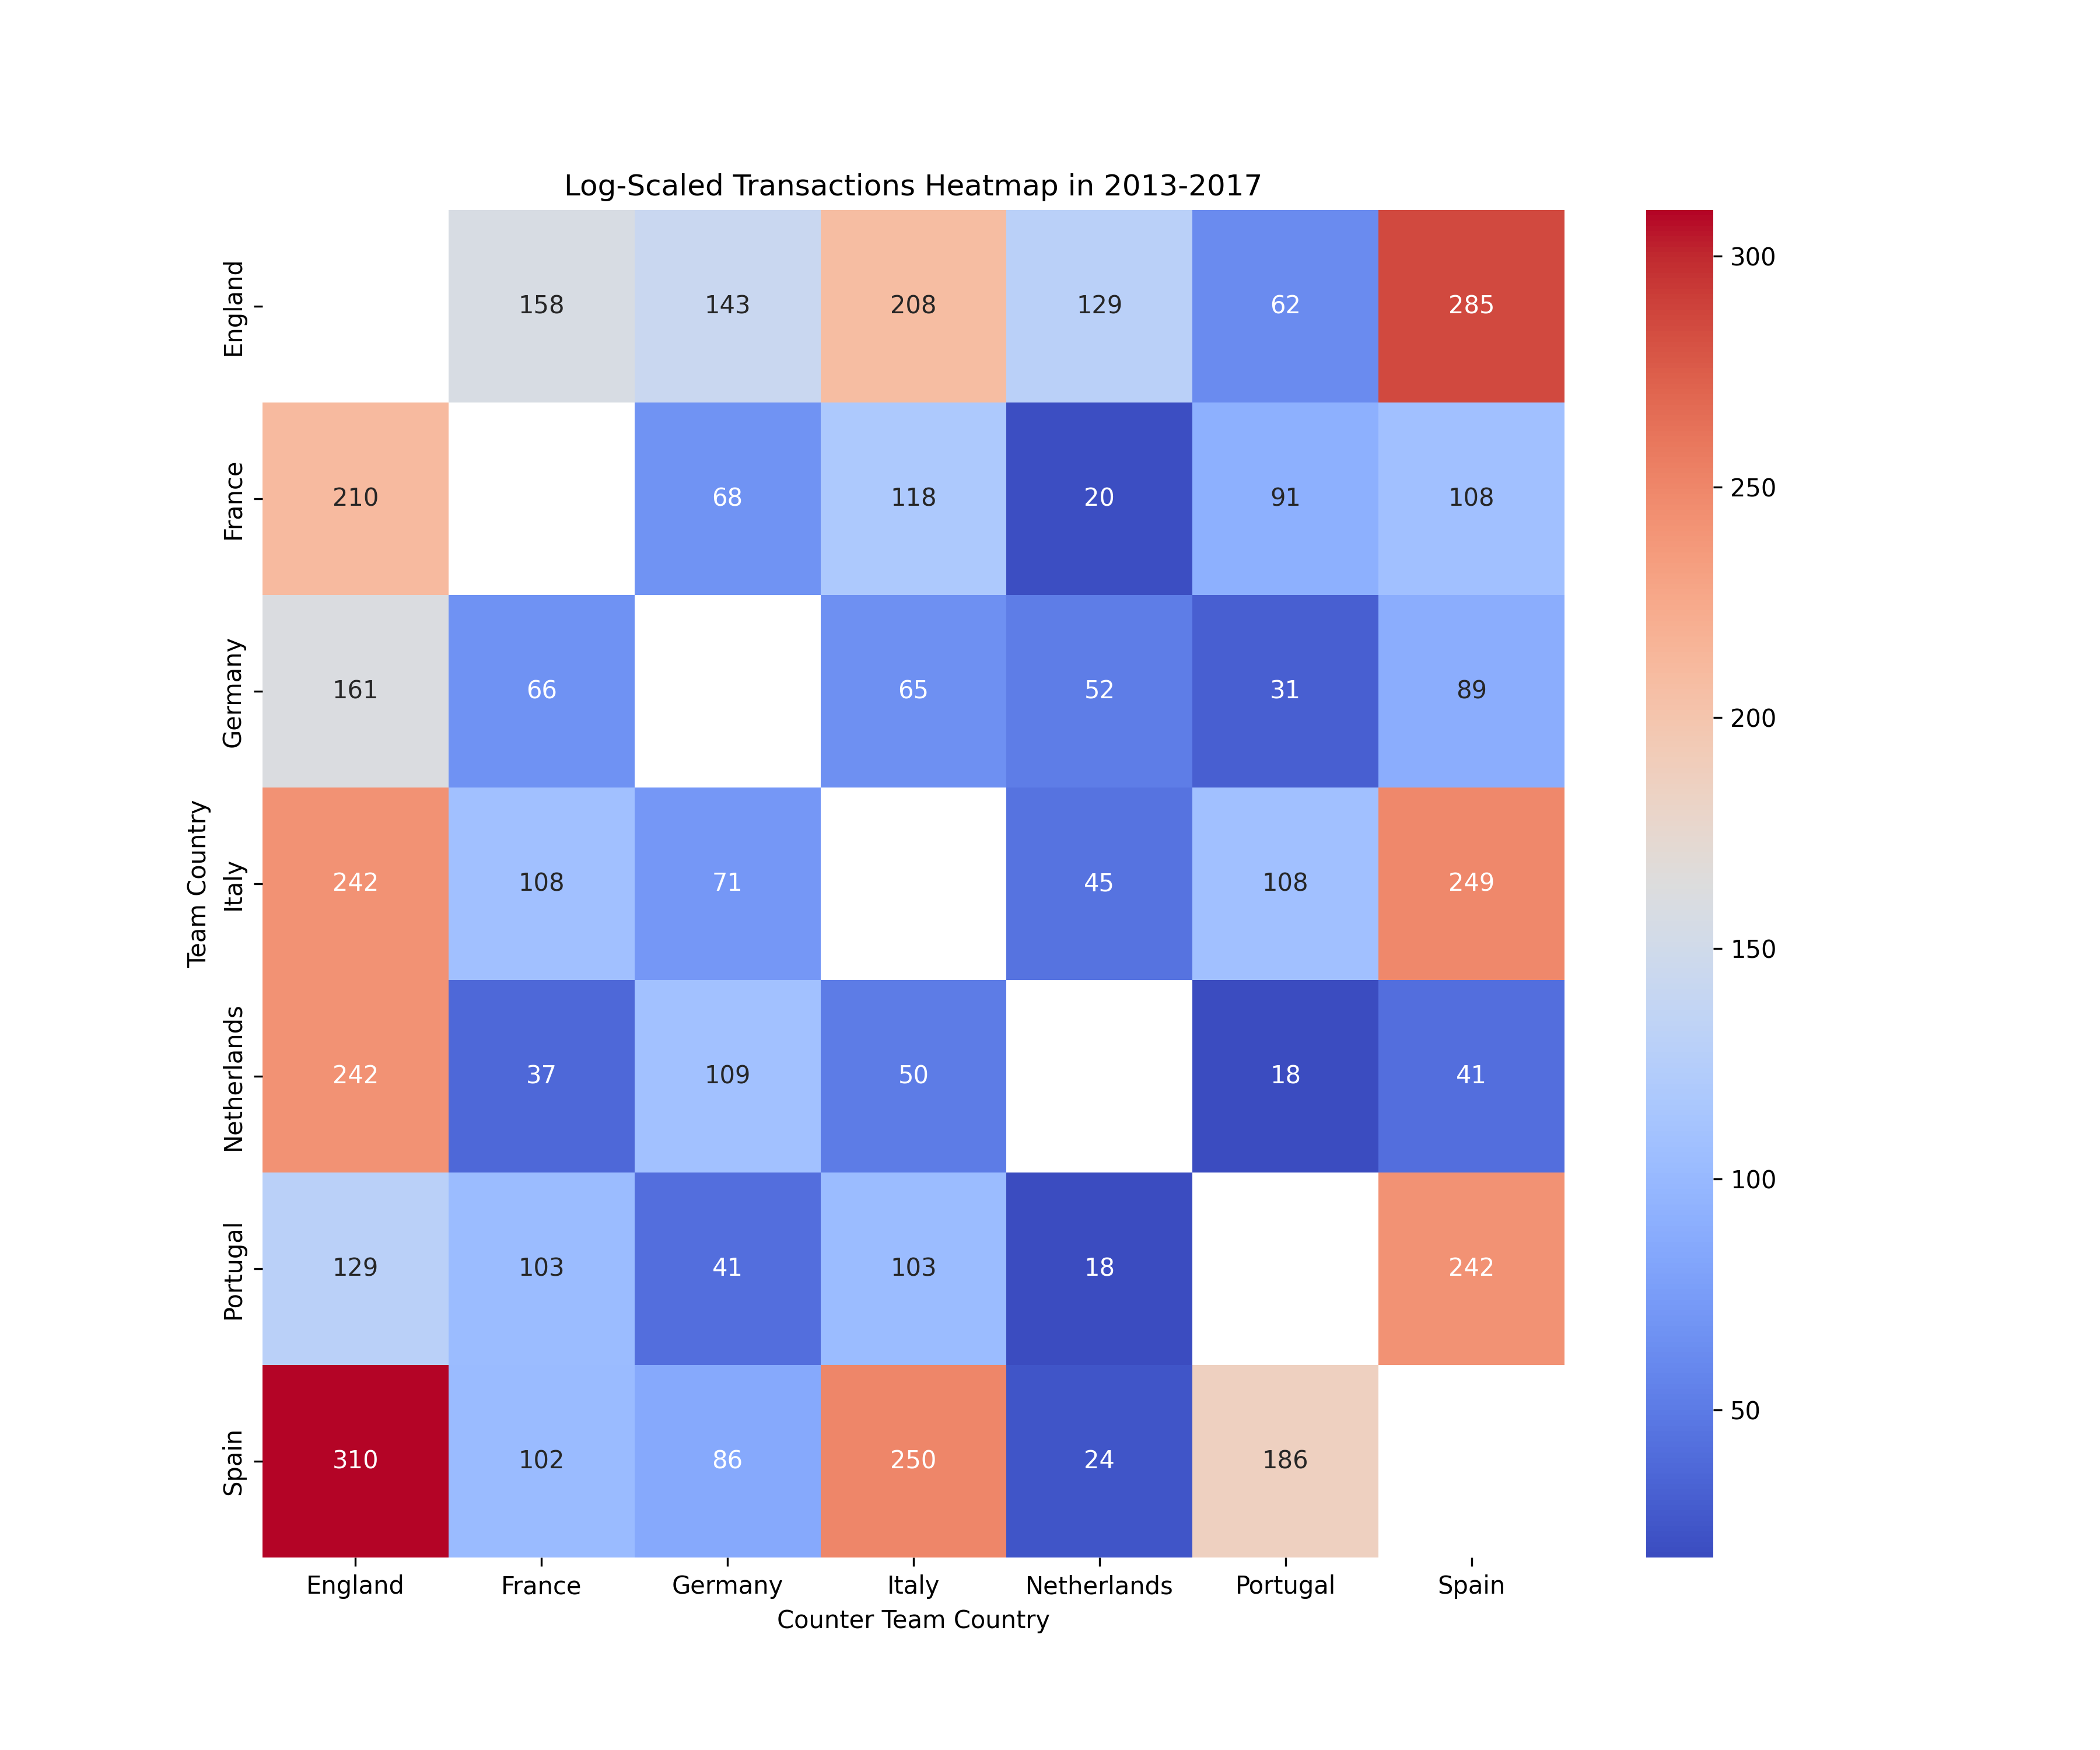 Log-Scaled Transactions Heatmap in 2013-2017
England 158 143 208 129 62 285
France 210 68 118 20 91 108
Germany 161 66 65 52 31 89
Italy 242 108 71 45 108 249
Netherlands 242 37 109 50 18 41
Portugal 129 103 41 103 18 242
Spain 310 102 86 250 24 186
Team Country
England France Germany Italy Netherlands Portugal Spain
Counter Team Country
300
250
200
150
100
50